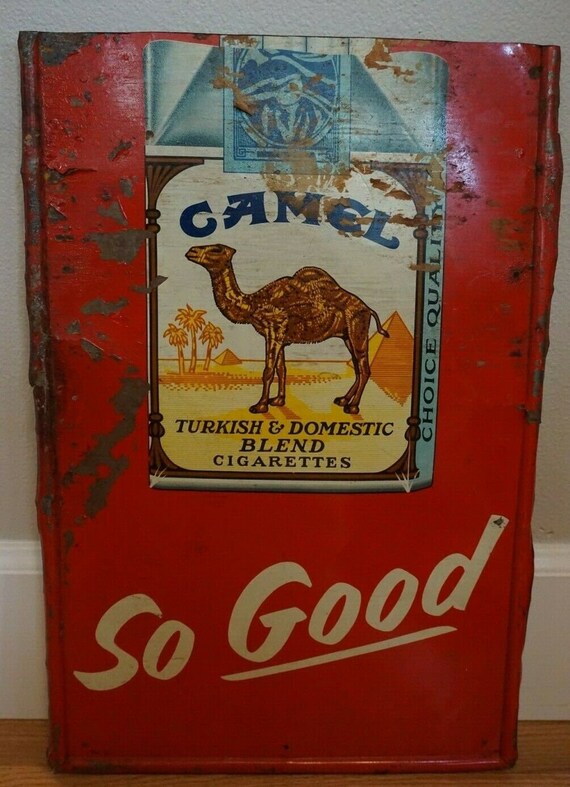 CAMEL
CHOICE QUALITY
TURKISH & DOMESTIC
BLEND
CIGARETTES
So Good